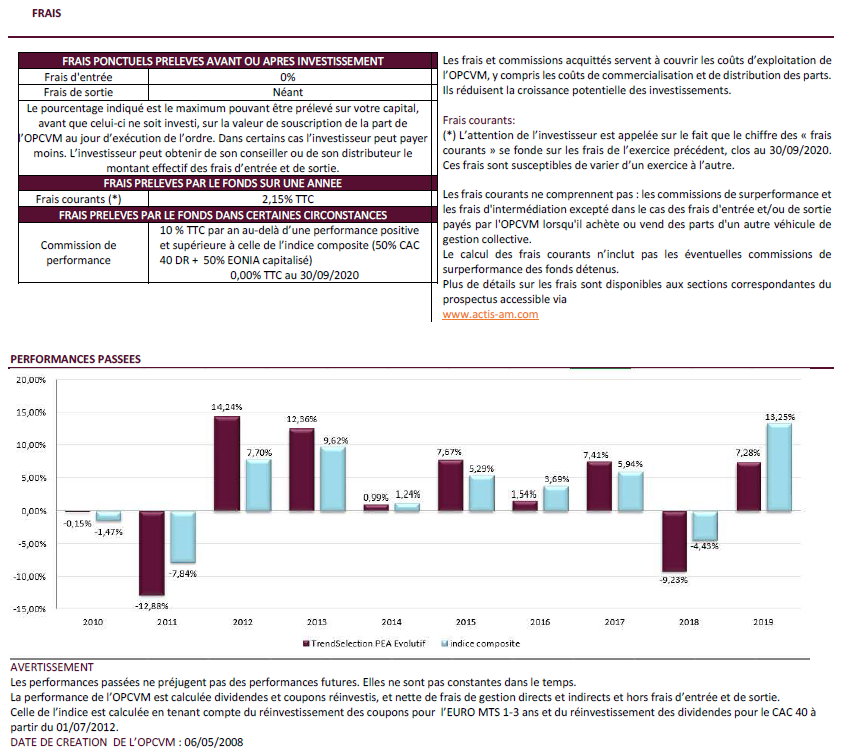 FRAIS
FRAIS PONCTUELS PRELEVES AVANT OU APRES INVESTISSEMENT
Frais d'entrée 0%
Frais de sortie Néant
Le pourcentage indiqué est le maximum pouvant être prélevé sur votre capital,
avant que celui-ci ne soit investi, sur la valeur de souscription de la part de
l’OPCVM au jour d’exécution de l’ordre. Dans certains cas l’investisseur peut payer
moins. L’investisseur peut obtenir de son conseiller ou de son distributeur le
montant effectif des frais d’entrée et de sortie.
FRAIS PRELEVES PAR LE FONDS SUR UNE ANNEE
Frais courants (*) 2,15% TTC
FRAIS PRELEVES PAR LE FONDS DANS CERTAINES CIRCONSTANCES
Commission de
performance
10 % TTC par an au-delà d’une performance positive
et supérieure à celle de l’indice composite (50% CAC
40 DR + 50% EONIA capitalisé)
0,00% TTC au 30/09/2020
Les frais et commissions acquittés servent à couvrir les coûts d’exploitation de
l’OPCVM, y compris les coûts de commercialisation et de distribution des parts.
Ils réduisent la croissance potentielle des investissements.
Frais courants:
(*) L’attention de l’investisseur est appelée sur le fait que le chiffre des « frais
courants » se fonde sur les frais de l’exercice précédent, clos au 30/09/2020.
Ces frais sont susceptibles de varier d’un exercice à l’autre.
Les frais courants ne comprennent pas : les commissions de surperformance et
les frais d'intermédiation excepté dans le cas des frais d'entrée et/ou de sortie
payés par l'OPCVM lorsqu'il achète ou vend des parts d'un autre véhicule de
gestion collective.
Le calcul des frais courants n’inclut pas les éventuelles commissions de
surperformance des fonds détenus.
Plus de détails sur les frais sont disponibles aux sections correspondantes du
prospectus accessible via
www.actis-am.com
PERFORMANCES PASSEES
20,00%
15,00%
10,00%
5,00%
0,00%
-5,00%
-10,00%
-15,00%
-0,15%
-1,47%
-12,88%
-7,84%
14,24%
7,70%
12,36%
9,62%
0,99%
1,24%
7,67%
5,29%
1,54%
3,69%
7,41%
5,94%
-9,23%
-4,43%
7,28%
13,25%
2010 2011 2012 2013 2014 2015 2016 2017 2018 2019
TrendSelection PEA Evolutif indice composite
AVERTISSEMENT
Les performances passées ne préjugent pas des performances futures. Elles ne sont pas constantes dans le temps.
La performance de l’OPCVM est calculée dividendes et coupons réinvestis, et nette de frais de gestion directs et indirects et hors frais d’entrée et de sortie.
Celle de l’indice est calculée en tenant compte du réinvestissement des coupons pour l’EURO MTS 1-3 ans et du réinvestissement des dividendes pour le CAC 40 à
partir du 01/07/2012.
DATE DE CREATION DE L’OPCVM : 06/05/2008